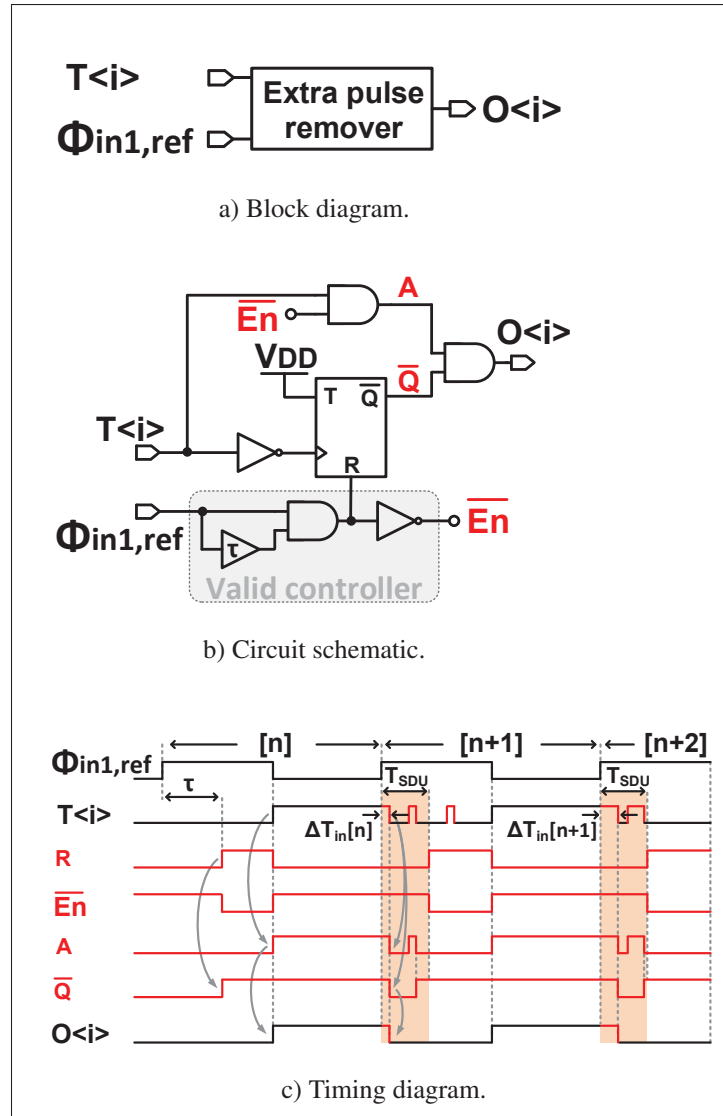 T<i>
Φin1,ref
Extra pulse
remover
O<i>
a) Block diagram.
A
En
O<i>
VDD
T Q
Q
T<i>
R
Φin1,ref
τ
En
Valid controller
b) Circuit schematic.
[n] [n+1] [n+2]
Φin1,ref
τ TSDU TSDU
T<i>
ΔTin[n] ΔTin[n+1]
R
En
A
Q
O<i>
c) Timing diagram.